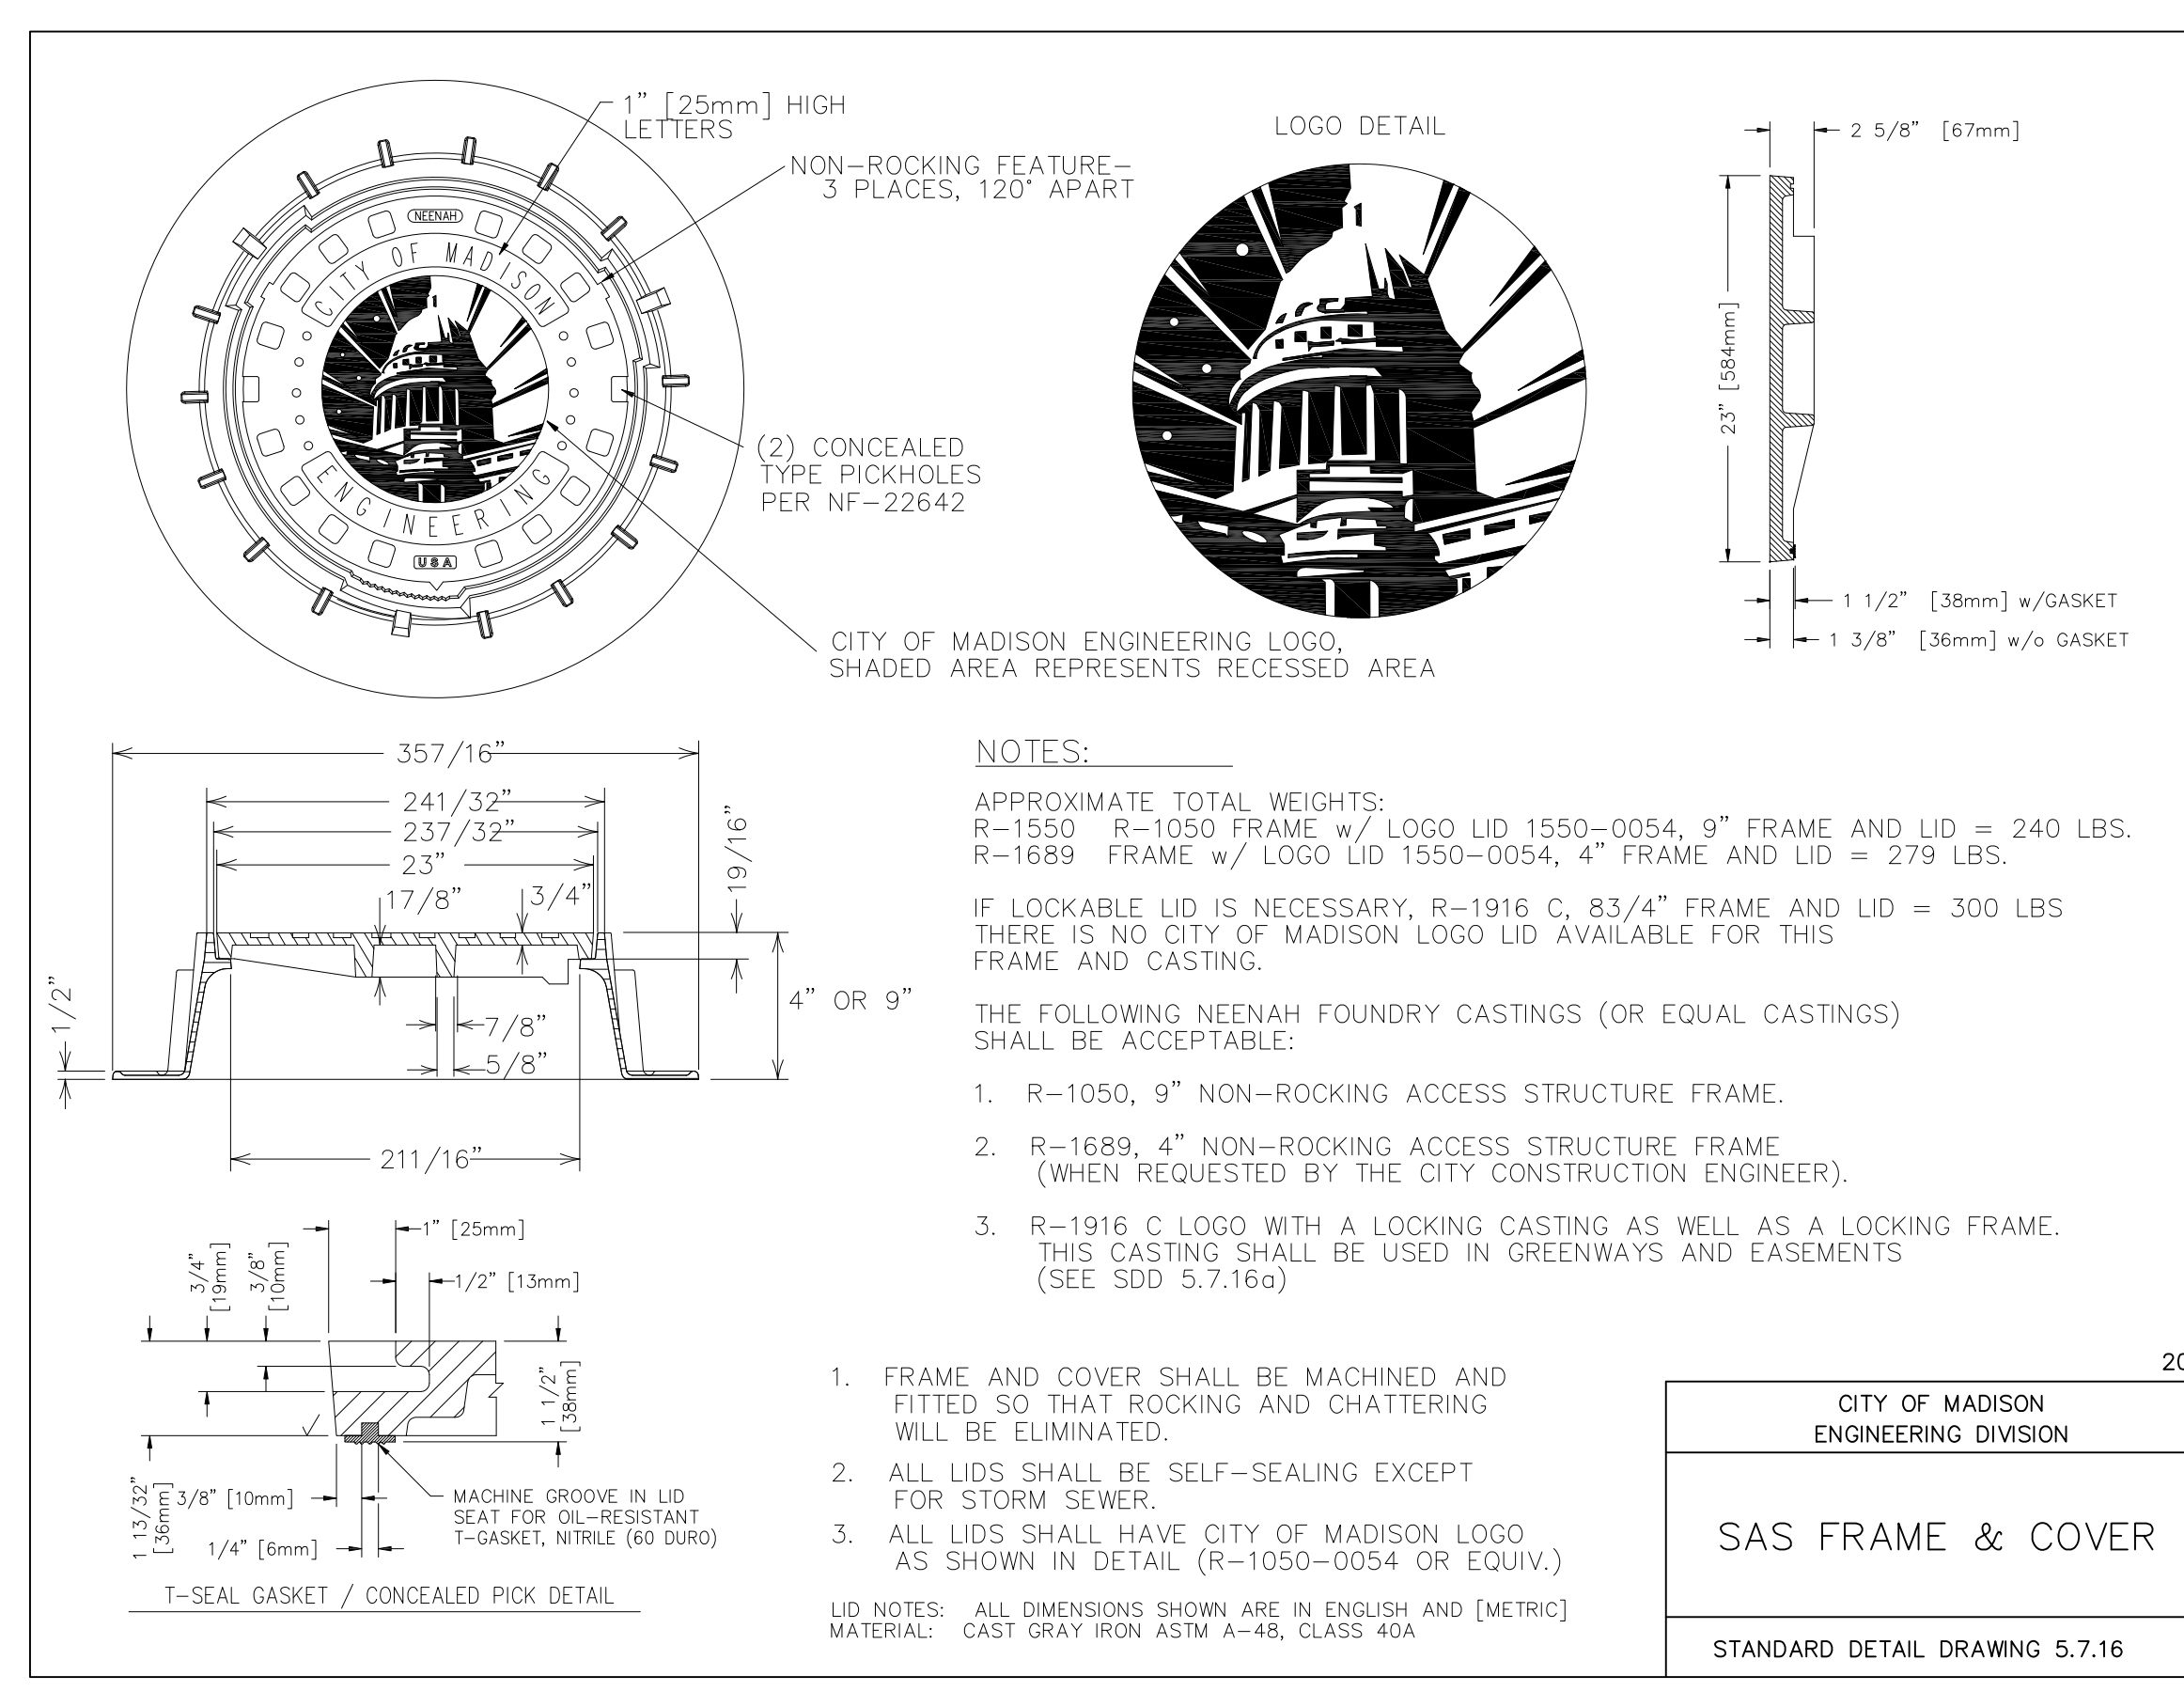 1" [25mm] HIGH
LETTERS
NON-ROCKING FEATURE-
3 PLACES, 120° APART
NEENAH
CITY OF MADISON
ENGINEERING
USA
(2) CONCEALED
TYPE PICKHOLES
PER NF-22642
CITY OF MADISON ENGINEERING LOGO,
SHADED AREA REPRESENTS RECESSED AREA
LOGO DETAIL
2 5/8" [67mm]
23" [584mm]
1 1/2" [38mm] w/GASKET
1 3/8" [36mm] w/o GASKET
357/16"
241/32"
237/32"
23"
17/8"
3/4"
19/16"
4" OR 9"
1/2"
7/8"
5/8"
211/16"
NOTES:
APPROXIMATE TOTAL WEIGHTS:
R-1550 R-1050 FRAME w/ LOGO LID 1550-0054, 9" FRAME AND LID = 240 LBS.
R-1689 FRAME w/ LOGO LID 1550-0054, 4" FRAME AND LID = 279 LBS.
IF LOCKABLE LID IS NECESSARY, R-1916 C, 83/4" FRAME AND LID = 300 LBS
THERE IS NO CITY OF MADISON LOGO LID AVAILABLE FOR THIS
FRAME AND CASTING.
THE FOLLOWING NEENAH FOUNDRY CASTINGS (OR EQUAL CASTINGS)
SHALL BE ACCEPTABLE:
1. R-1050, 9" NON-ROCKING ACCESS STRUCTURE FRAME.
2. R-1689, 4" NON-ROCKING ACCESS STRUCTURE FRAME
(WHEN REQUESTED BY THE CITY CONSTRUCTION ENGINEER).
3. R-1916 C LOGO WITH A LOCKING CASTING AS WELL AS A LOCKING FRAME.
THIS CASTING SHALL BE USED IN GREENWAYS AND EASEMENTS
(SEE SDD 5.7.16a)
1" [25mm]
3/4"
[19mm]
3/8"
[10mm]
1/2" [13mm]
1 1/2"
[38mm]
1 13/32"
[36mm]
3/8" [10mm]
1/4" [6mm]
MACHINE GROOVE IN LID
SEAT FOR OIL-RESISTANT
T-GASKET, NITRILE (60 DURO)
T-SEAL GASKET / CONCEALED PICK DETAIL
1. FRAME AND COVER SHALL BE MACHINED AND
FITTED SO THAT ROCKING AND CHATTERING
WILL BE ELIMINATED.
2. ALL LIDS SHALL BE SELF-SEALING EXCEPT
FOR STORM SEWER.
3. ALL LIDS SHALL HAVE CITY OF MADISON LOGO
AS SHOWN IN DETAIL (R-1050-0054 OR EQUIV.)
LID NOTES: ALL DIMENSIONS SHOWN ARE IN ENGLISH AND [METRIC]
MATERIAL: CAST GRAY IRON ASTM A-48, CLASS 40A
20
CITY OF MADISON
ENGINEERING DIVISION
SAS FRAME & COVER
STANDARD DETAIL DRAWING 5.7.16